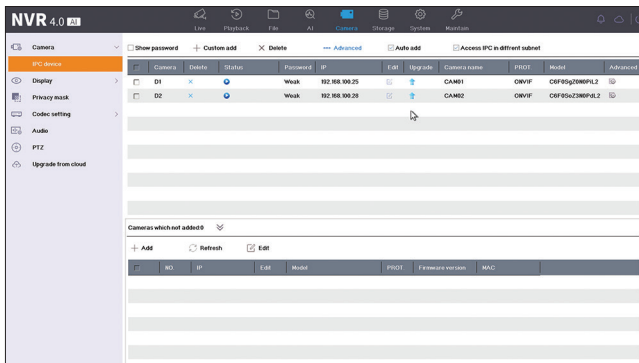 NVR 4.0 AI
Live Playback File AI Camera Storage System Maintain
Camera
IPC device
Display
Privacy mask
Codec setting
Audio
PTZ
Upgrade from cloud
Show password Custom add Delete Advanced Auto add Access IPC in diffrent subnet
Camera Delete Status Password IP Edit Upgrade Camera name PROT Model Advanced
D1 Weak 192.168.100.25 CAM01 ONVIF C6F0SgZ0N0PiL2
D2 Weak 192.168.100.28 CAM02 ONVIF C6F0SoZ3N0PdL2
Cameras which not added:0
Add Refresh Edit
NO. IP Edit Model PROT Firmware version MAC